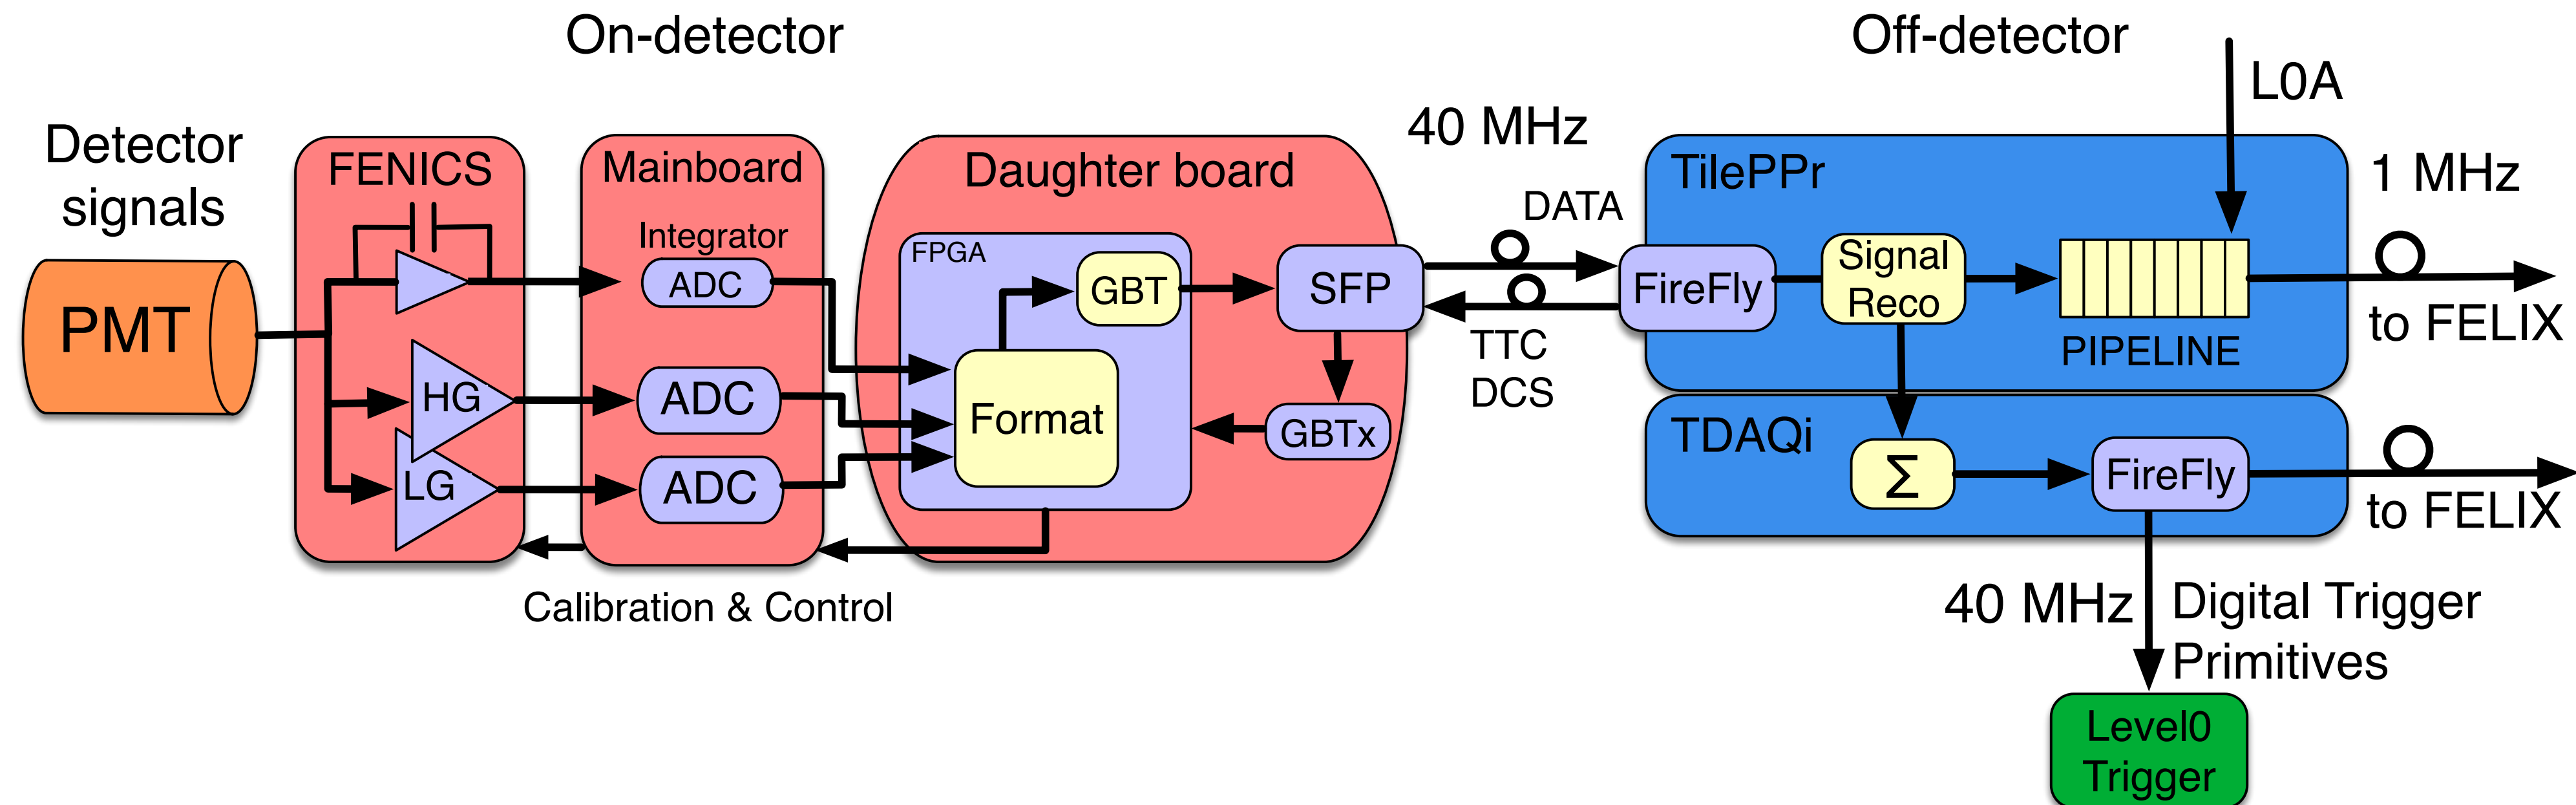 On-detector
Off-detector
Detector
signals
PMT
FENICS
HG
LG
Mainboard
Integrator
ADC
ADC
ADC
Calibration & Control
Daughter board
FPGA
GBT
Format
SFP
GBTx
40 MHz
DATA
TTC
DCS
L0A
TilePPr
FireFly
Signal
Reco
PIPELINE
1 MHz
to FELIX
TDAQi
Σ
FireFly
to FELIX
40 MHz
Digital Trigger
Primitives
Level0
Trigger